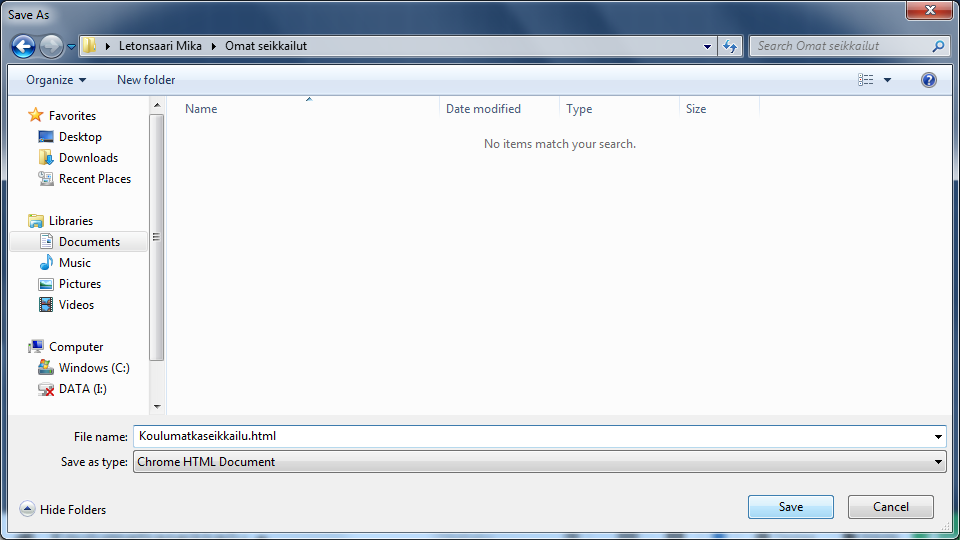 Save As
Letonsaari Mika Omat seikkailut
Search Omat seikkailut
Organize New folder
Name Date modified Type Size
No items match your search.
Favorites
Desktop
Downloads
Recent Places
Libraries
Documents
Music
Pictures
Videos
Computer
Windows (C:)
DATA (I:)
File name: Koulumatkaseikkailu.html
Save as type: Chrome HTML Document
Hide Folders Save Cancel